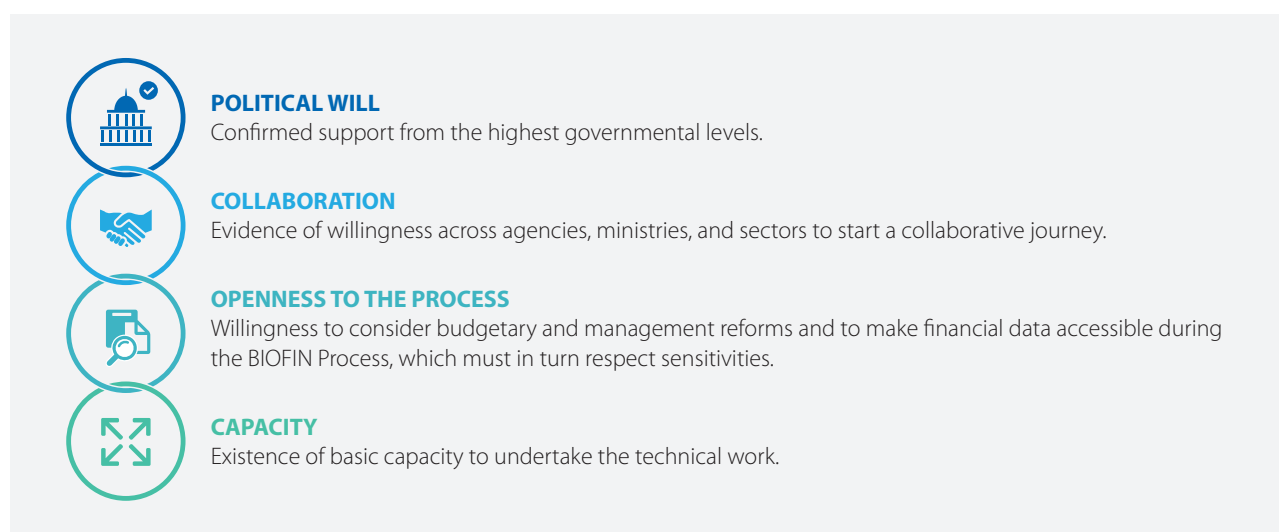 POLITICAL WILL
Confirmed support from the highest governmental levels.
COLLABORATION
Evidence of willingness across agencies, ministries, and sectors to start a collaborative journey.
OPENNESS TO THE PROCESS
Willingness to consider budgetary and management reforms and to make financial data accessible during
the BIOFIN Process, which must in turn respect sensitivities.
CAPACITY
Existence of basic capacity to undertake the technical work.